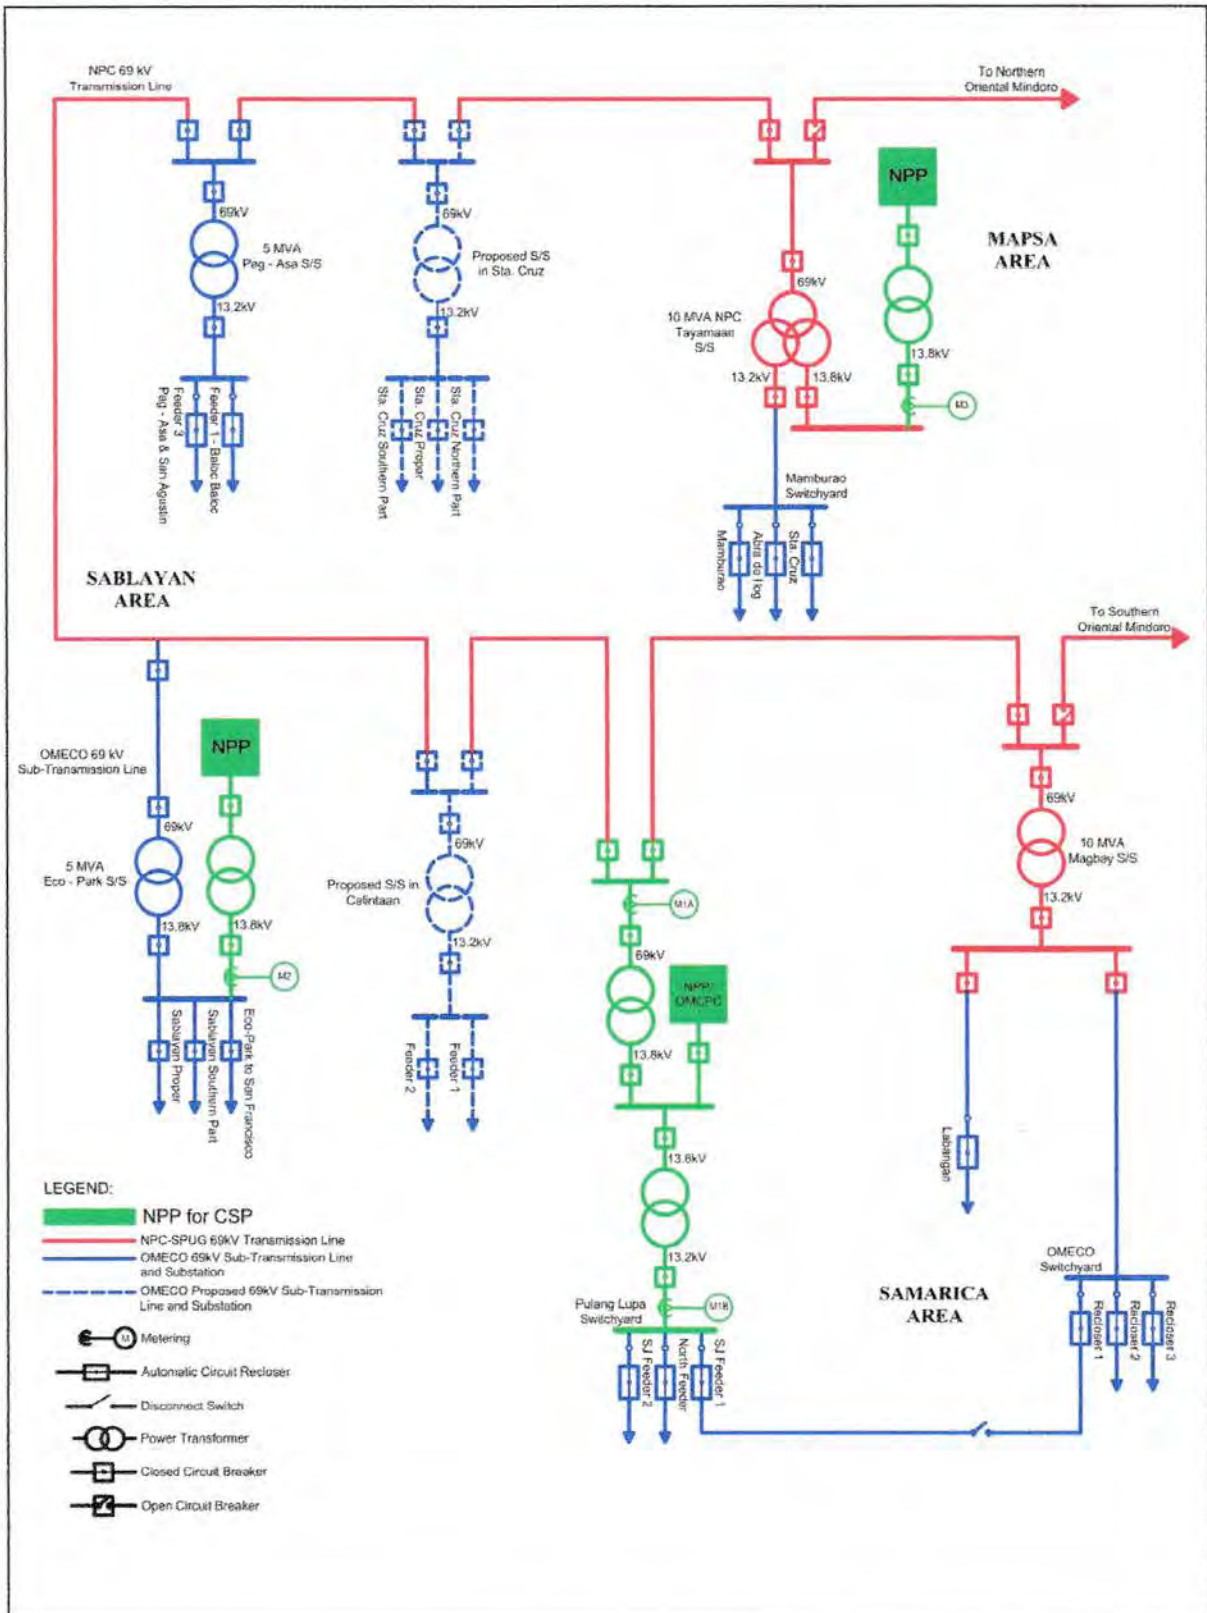 NPC 69 kV
Transmission Line
To Northern
Oriental Mindoro
NPP
MAPSA
AREA
69kV
5 MVA
Pag - Asa S/S
13.2kV
69kV
Proposed S/S
in Sta. Cruz
13.2kV
69kV
10 MVA NPC
Tayamaan
S/S
13.2kV
13.8kV
13.8kV
M3
Feeder 3
Pag - Asa & San Agustin
Feeder 1 - Baloc Baloc
Sta. Cruz Southern Part
Sta. Cruz Proper
Sta. Cruz Northern Part
Mamburao
Switchyard
Mamburao
Abra de Ilog
Sta. Cruz
SABLAYAN
AREA
To Southern
Oriental Mindoro
OMECO 69 kV
Sub-Transmission Line
NPP
69kV
5 MVA
Eco - Park S/S
13.8kV
13.8kV
M2
Sablayan Proper
Sablayan Southern Part
Eco-Park to San Francisco
69kV
Proposed S/S in
Calintaan
13.2kV
Feeder 2
Feeder 1
M1A
69kV
NPP/
OMCPC
13.8kV
13.8kV
13.2kV
Pulang Lupa
Switchyard
M1B
SJ Feeder 2
North Feeder
SJ Feeder 1
69kV
10 MVA
Magbay S/S
13.2kV
Labangan
OMECO
Switchyard
Recloser 1
Recloser 2
Recloser 3
SAMARICA
AREA
LEGEND:
NPP for CSP
NPC-SPUG 69kV Transmission Line
OMECO 69kV Sub-Transmission Line
and Substation
OMECO Proposed 69kV Sub-Transmission
Line and Substation
M Metering
Automatic Circuit Recloser
Disconnect Switch
Power Transformer
Closed Circuit Breaker
Open Circuit Breaker